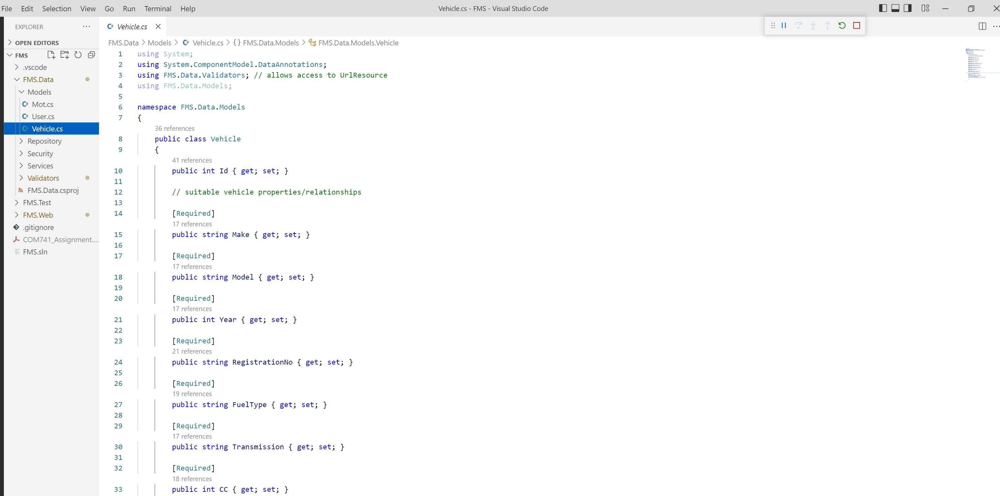 File Edit Selection View Go Run Terminal Help
Vehicle.cs - FMS - Visual Studio Code
EXPLORER
OPEN EDITORS
FMS
.vscode
FMS.Data
Models
Mot.cs
User.cs
Vehicle.cs
Repository
Security
Services
Validators
FMS.Data.csproj
FMS.Test
FMS.Web
.gitignore
COM741_Assignment....
FMS.sln
Vehicle.cs
FMS.Data > Models > Vehicle.cs > {} FMS.Data.Models > FMS.Data.Models.Vehicle
1 using System;
2 using System.ComponentModel.DataAnnotations;
3 using FMS.Data.Validators; // allows access to UrlResource
4 using FMS.Data.Models;
5
6 namespace FMS.Data.Models
7 {
36 references
8 public class Vehicle
9 {
41 references
10 public int Id { get; set; }
11
12 // suitable vehicle properties/relationships
13
14 [Required]
17 references
15 public string Make { get; set; }
16
17 [Required]
17 references
18 public string Model { get; set; }
19
20 [Required]
17 references
21 public int Year { get; set; }
22
23 [Required]
21 references
24 public string RegistrationNo { get; set; }
25
26 [Required]
19 references
27 public string FuelType { get; set; }
28
29 [Required]
17 references
30 public string Transmission { get; set; }
31
32 [Required]
18 references
33 public int CC { get; set; }